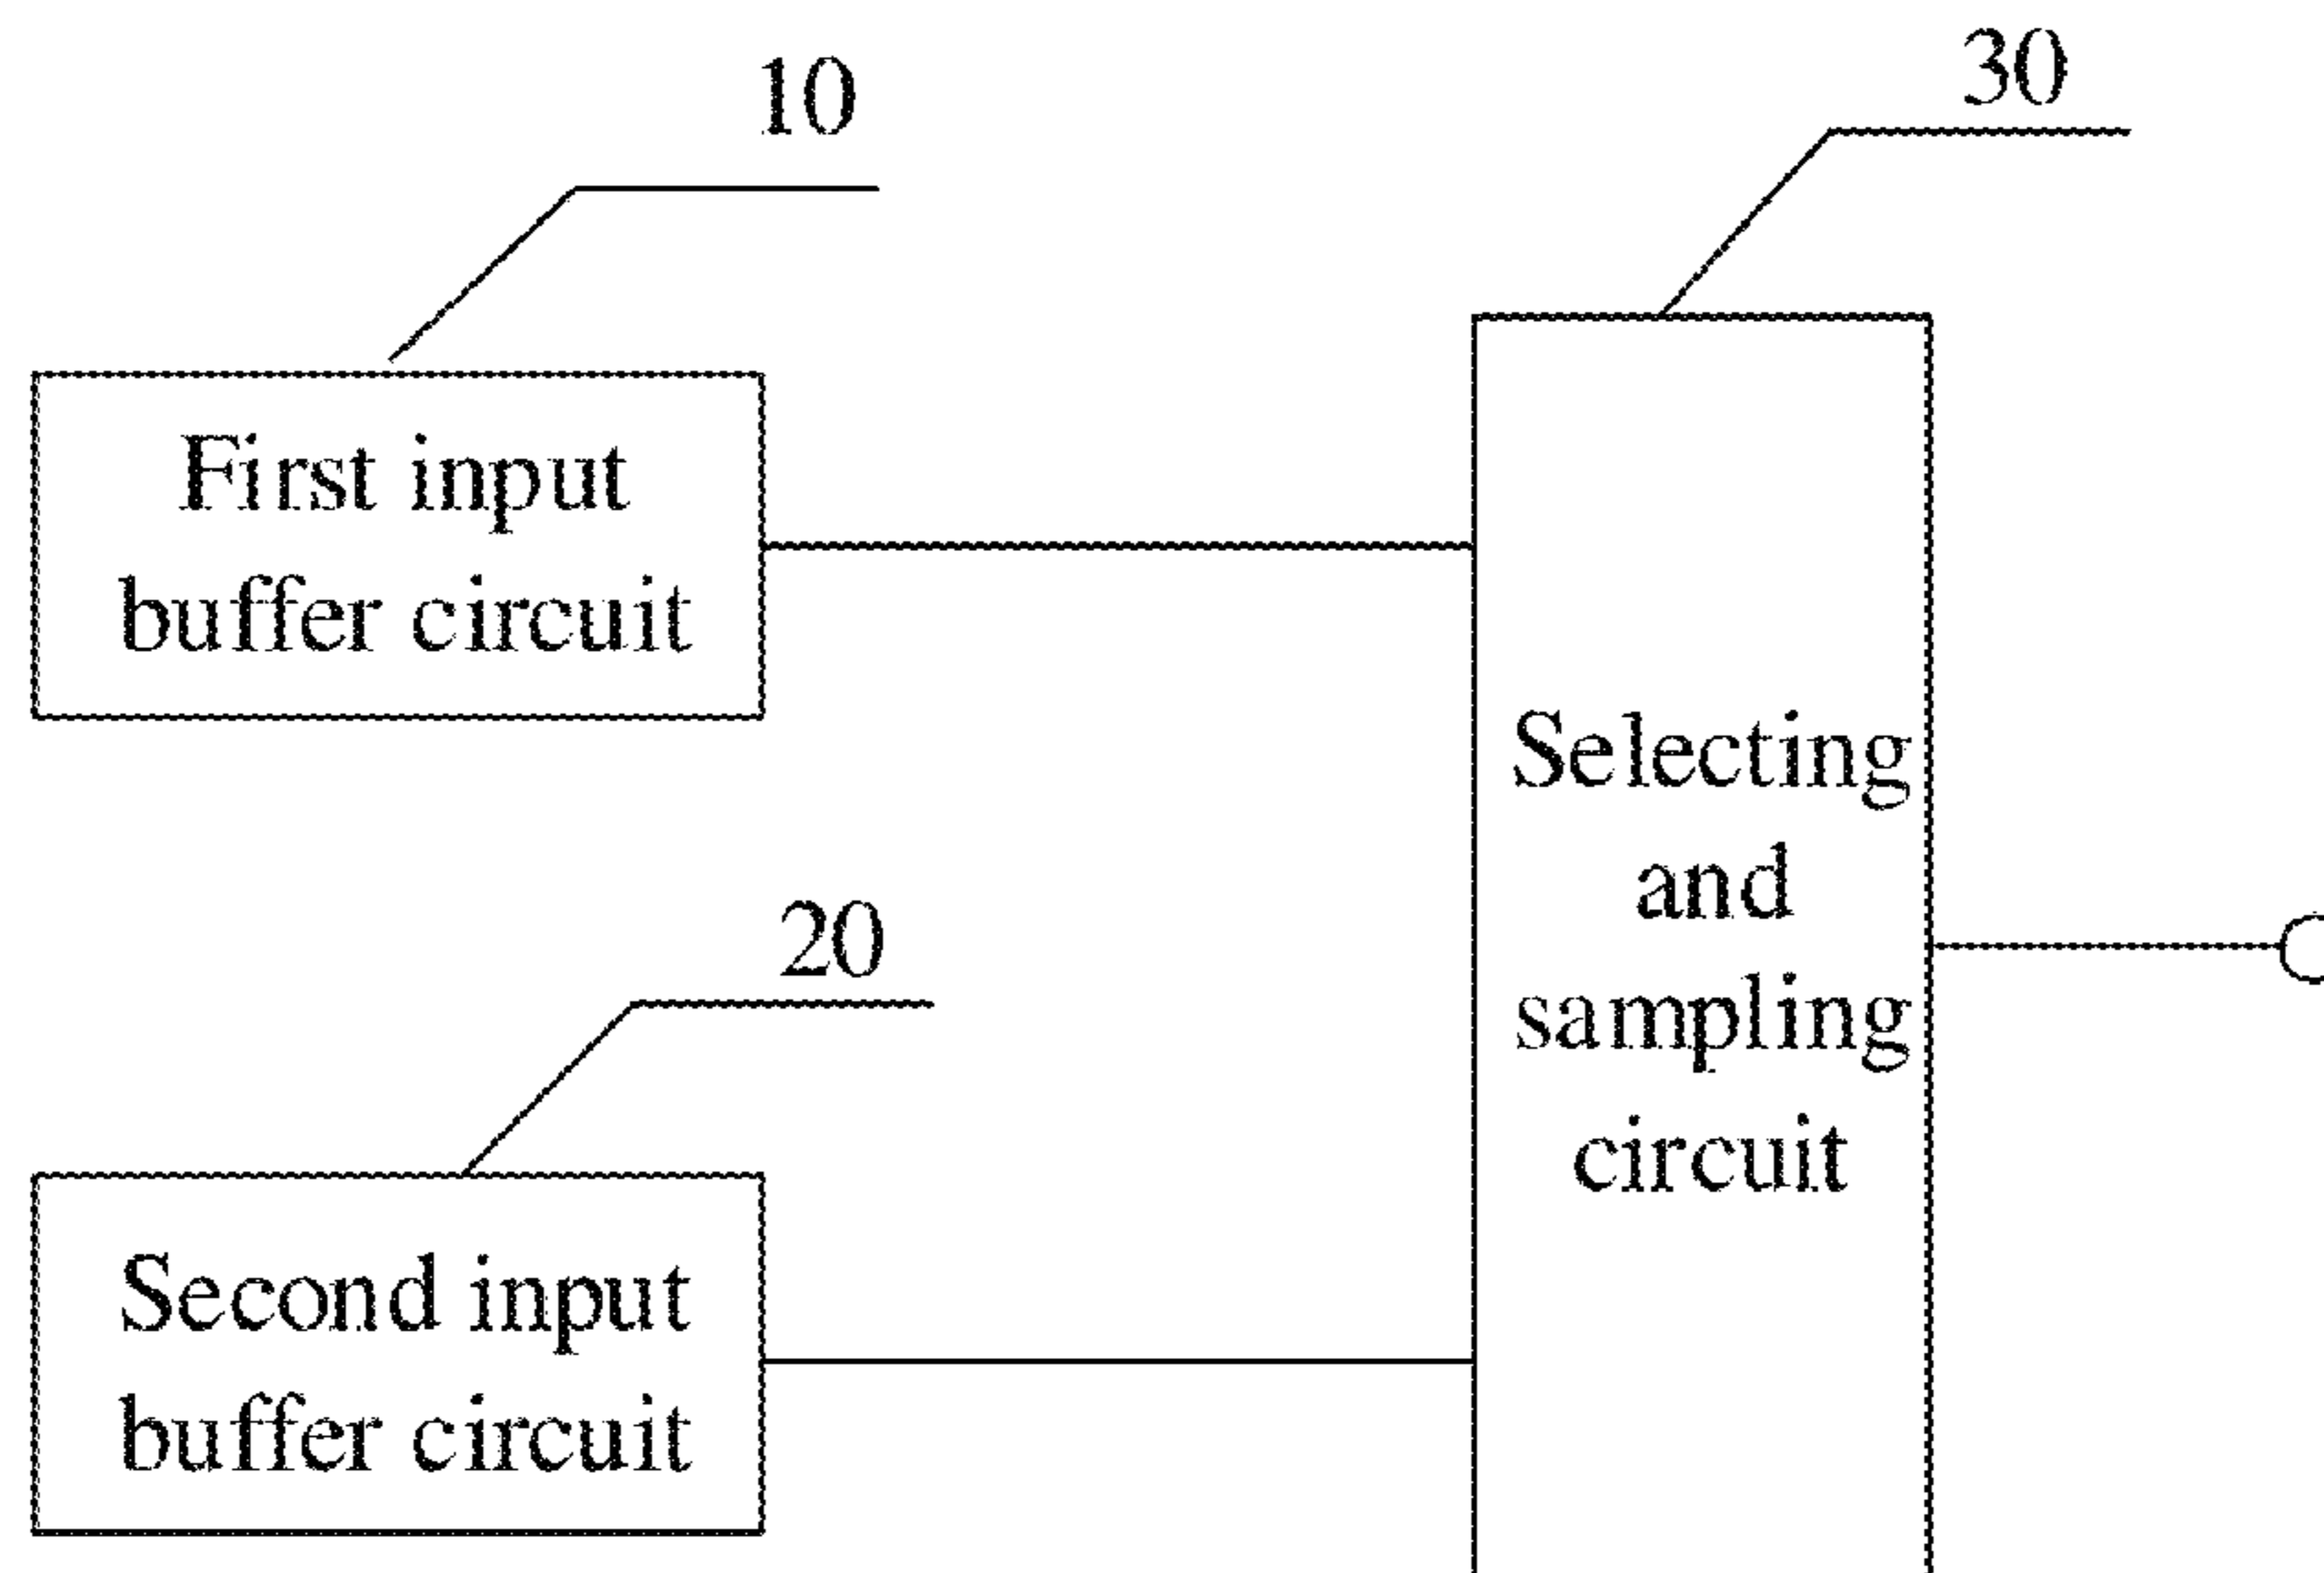 10
30
First input
buffer circuit
Selecting
and
sampling
circuit
20
Second input
buffer circuit